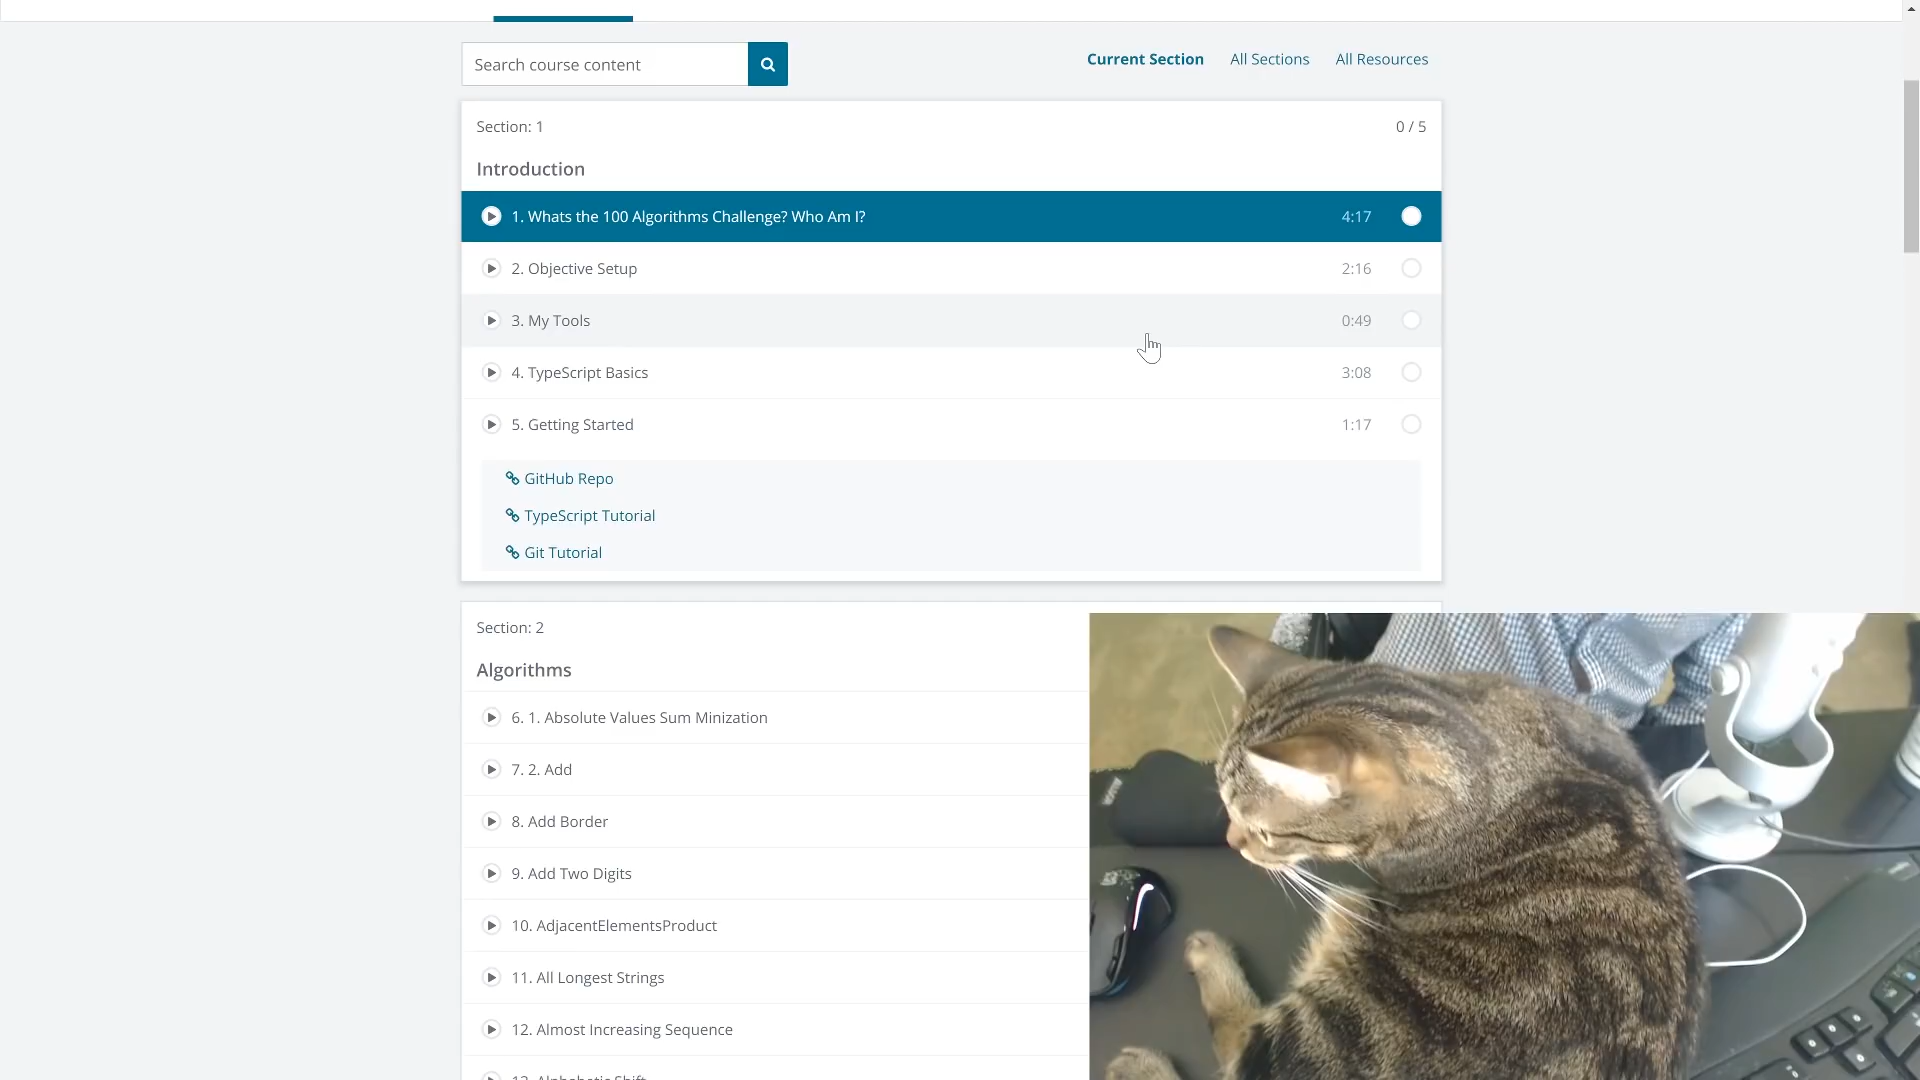 Search course content
Current Section
All Sections
All Resources
Section: 1
0 / 5
Introduction
1. Whats the 100 Algorithms Challenge? Who Am I?
4:17
2. Objective Setup
2:16
3. My Tools
0:49
4. TypeScript Basics
3:08
5. Getting Started
1:17
GitHub Repo
TypeScript Tutorial
Git Tutorial
Section: 2
Algorithms
6. 1. Absolute Values Sum Minization
7. 2. Add
8. Add Border
9. Add Two Digits
10. AdjacentElementsProduct
11. All Longest Strings
12. Almost Increasing Sequence
13. Alphabetic Shift